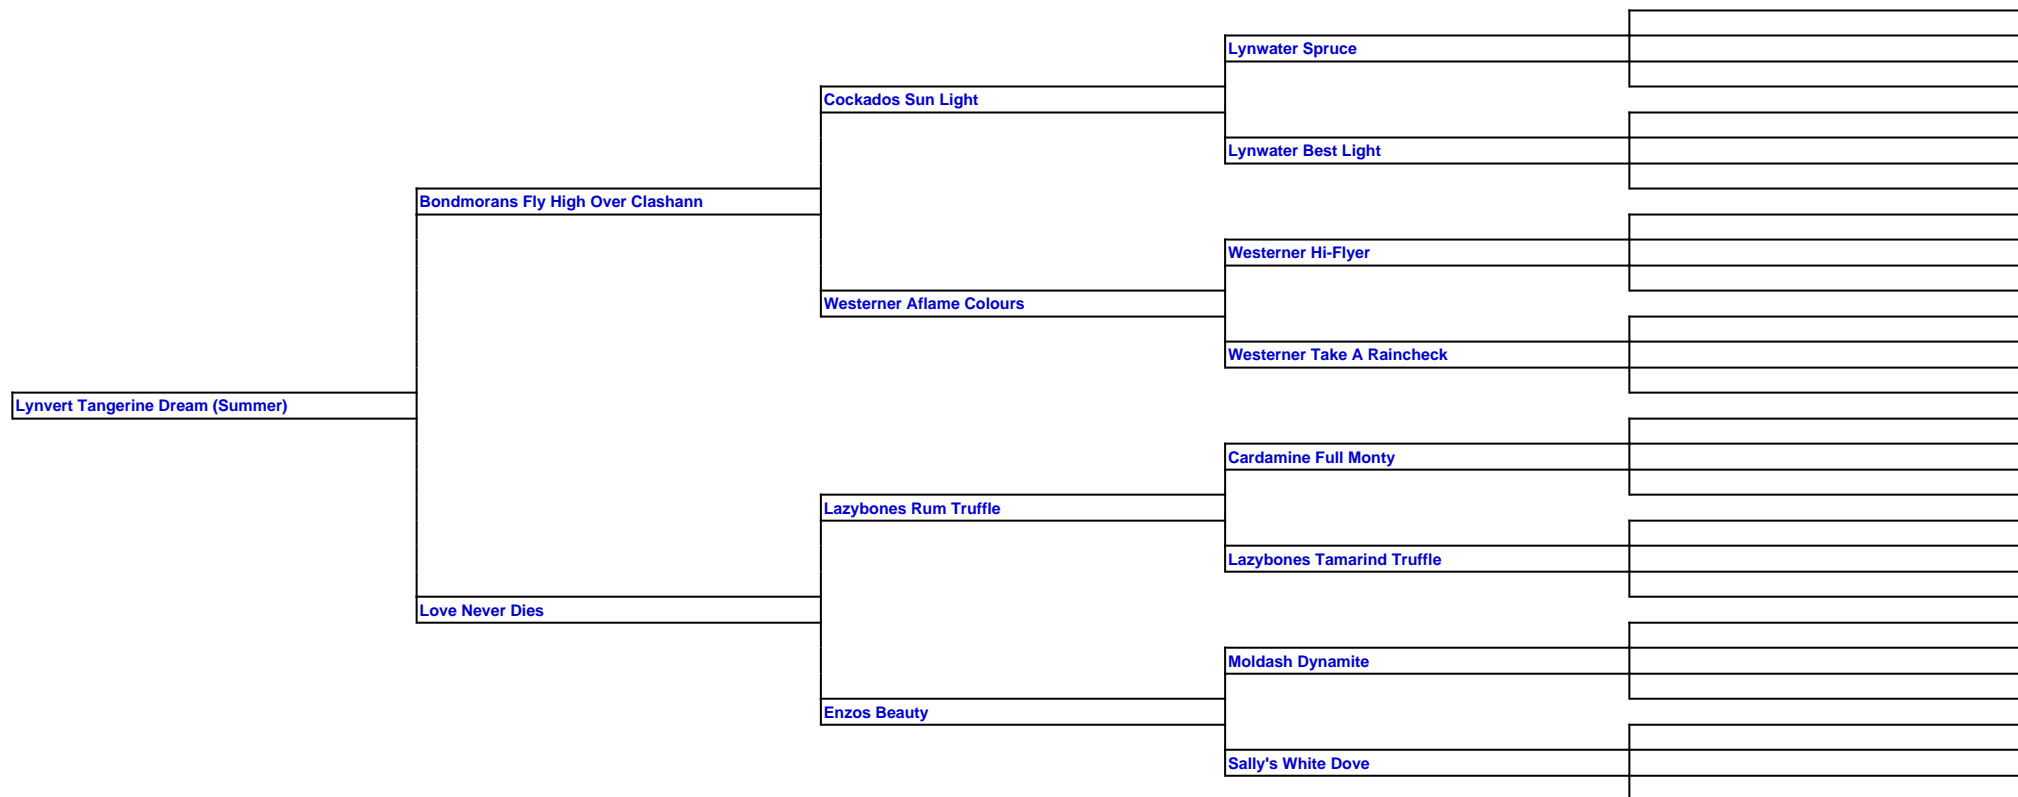 Lynwater Spruce
Cockados Sun Light
Lynwater Best Light
Bondmorans Fly High Over Clashann
Westerner Hi-Flyer
Westerner Aflame Colours
Westerner Take A Raincheck
Lynvert Tangerine Dream (Summer)
Cardamine Full Monty
Lazybones Rum Truffle
Lazybones Tamarind Truffle
Love Never Dies
Moldash Dynamite
Enzos Beauty
Sally's White Dove